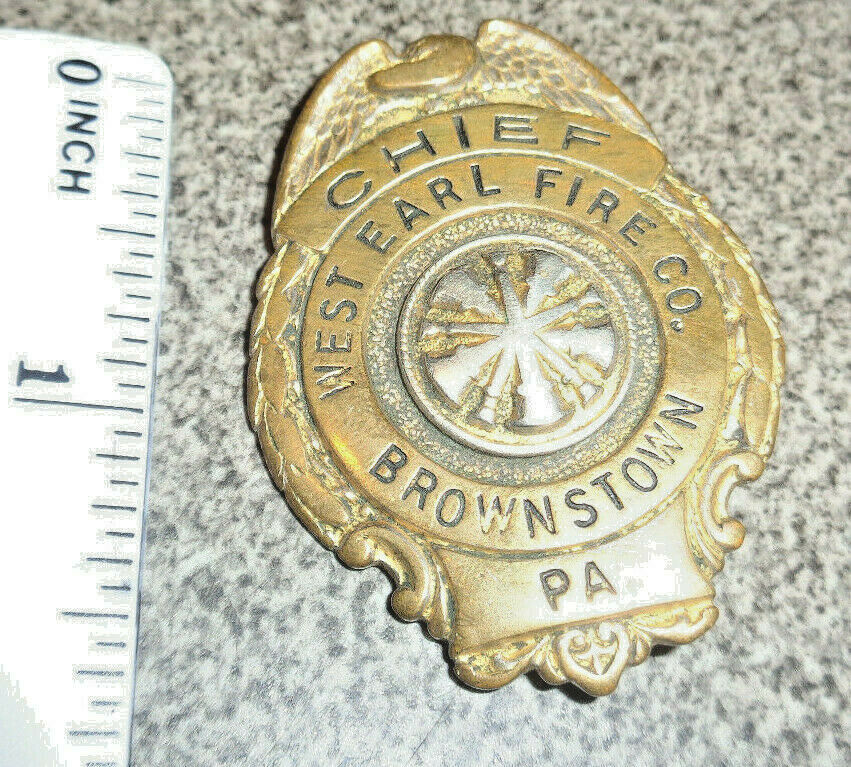 0 INCH
1
CHIEF
WEST EARL FIRE CO.
BROWNSTOWN
PA